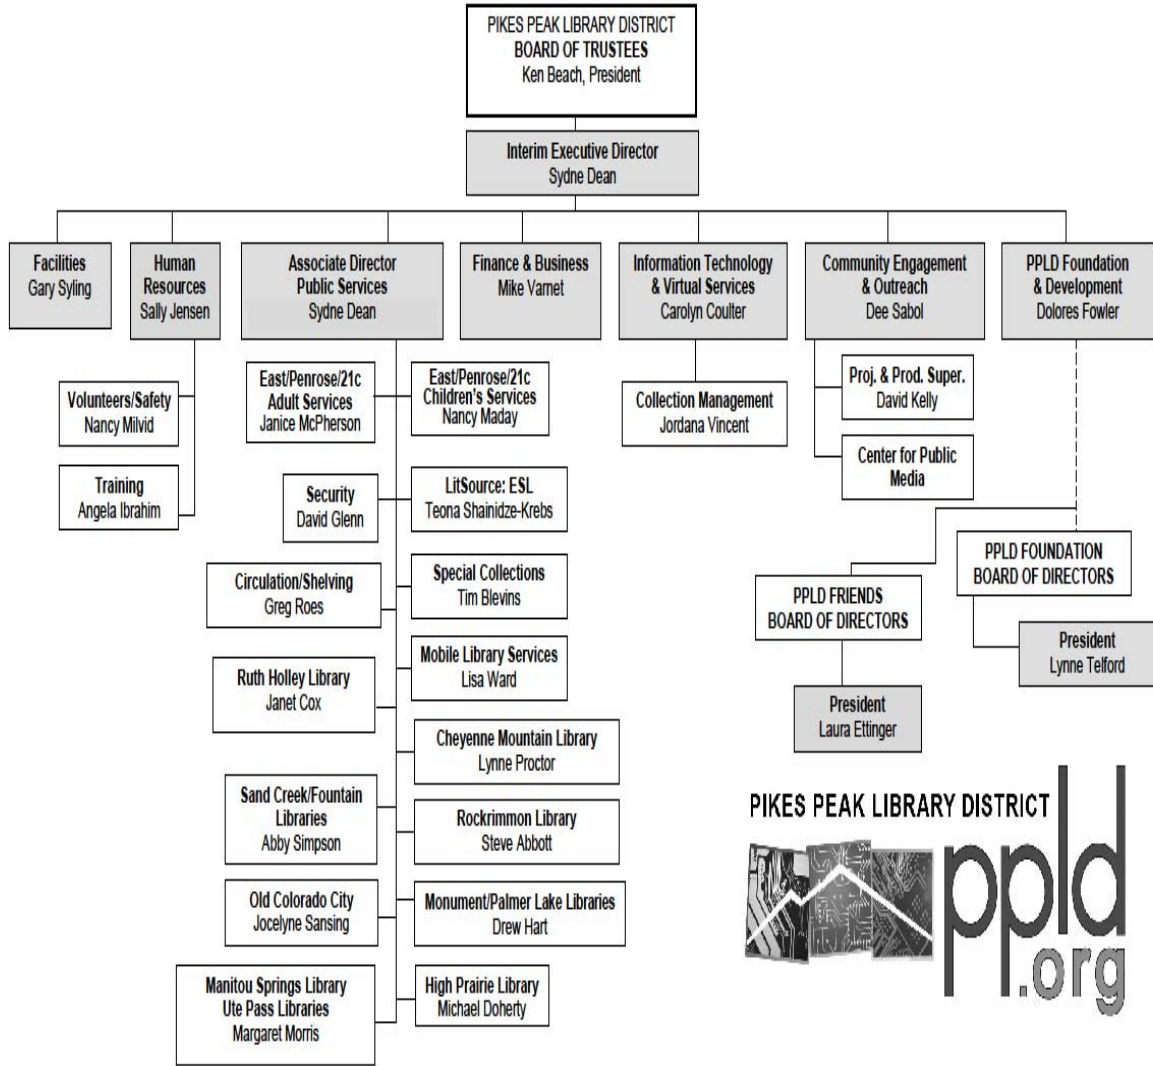 PIKES PEAK LIBRARY DISTRICT
BOARD OF TRUSTEES
Ken Beach, President
Interim Executive Director
Sydne Dean
Facilities
Gary Syling
Human
Resources
Sally Jensen
Associate Director
Public Services
Sydne Dean
Finance & Business
Mike Varnet
Information Technology
& Virtual Services
Carolyn Coulter
Community Engagement
& Outreach
Dee Sabol
PPLD Foundation
& Development
Dolores Fowler
Volunteers/Safety
Nancy Milvid
Training
Angela Ibrahim
East/Penrose/21c
Adult Services
Janice McPherson
East/Penrose/21c
Children's Services
Nancy Maday
Security
David Glenn
LitSource: ESL
Teona Shainidze-Krebs
Circulation/Shelving
Greg Roes
Special Collections
Tim Blevins
Ruth Holley Library
Janet Cox
Mobile Library Services
Lisa Ward
Cheyenne Mountain Library
Lynne Proctor
Sand Creek/Fountain
Libraries
Abby Simpson
Rockrimmon Library
Steve Abbott
Old Colorado City
Jocelyne Sansing
Monument/Palmer Lake Libraries
Drew Hart
Manitou Springs Library
Ute Pass Libraries
Margaret Morris
High Prairie Library
Michael Doherty
Collection Management
Jordana Vincent
Proj. & Prod. Super.
David Kelly
Center for Public
Media
PPLD FRIENDS
BOARD OF DIRECTORS
President
Laura Ettinger
PPLD FOUNDATION
BOARD OF DIRECTORS
President
Lynne Telford
PIKES PEAK LIBRARY DISTRICT
ppld
.org